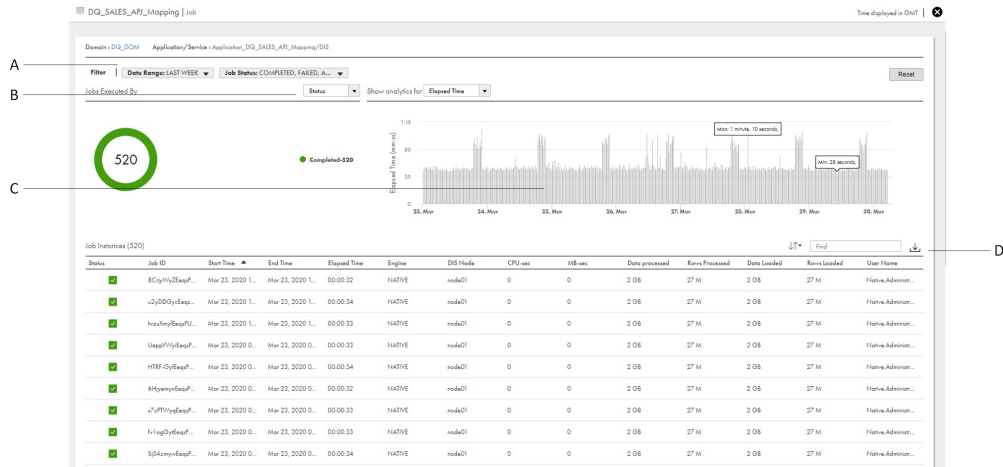 DQ_SALES_APJ_Mapping | Job
Time displayed in GMT
Domain : DQ_DOM Application/Service : Application_DQ_SALES_APJ_Mapping/DIS
A
Filter Date Range: LAST WEEK Job Status: COMPLETED, FAILED, A... Reset
B
Jobs Executed By Status Show analytics for Elapsed Time
520
Completed-520
C
Elapsed Time (mm:ss)
1:15
50
25
0
Max: 1 minute, 10 seconds,
Min: 28 seconds,
23. Mar 24. Mar 25. Mar 26. Mar 27. Mar 28. Mar 29. Mar 30. Mar
Job Instances (520) Find
D
Status Job ID Start Time End Time Elapsed Time Engine DIS Node CPU-sec MB-sec Data processed Rows Processed Data Loaded Rows Loaded User Name
Mar 23, 2020 1... Mar 23, 2020 1... 00:00:32 NATIVE node01 0 0 2 GB 27 M 2 GB 27 M Native.Administr...
Mar 23, 2020 1... Mar 23, 2020 1... 00:00:34 NATIVE node01 0 0 2 GB 27 M 2 GB 27 M Native.Administr...
Mar 23, 2020 1... Mar 23, 2020 1... 00:00:33 NATIVE node01 0 0 2 GB 27 M 2 GB 27 M Native.Administr...
Mar 23, 2020 0... Mar 23, 2020 0... 00:00:33 NATIVE node01 0 0 2 GB 27 M 2 GB 27 M Native.Administr...
Mar 23, 2020 0... Mar 23, 2020 0... 00:00:34 NATIVE node01 0 0 2 GB 27 M 2 GB 27 M Native.Administr...
Mar 23, 2020 0... Mar 23, 2020 0... 00:00:32 NATIVE node01 0 0 2 GB 27 M 2 GB 27 M Native.Administr...
Mar 23, 2020 0... Mar 23, 2020 0... 00:00:33 NATIVE node01 0 0 2 GB 27 M 2 GB 27 M Native.Administr...
Mar 23, 2020 0... Mar 23, 2020 0... 00:00:33 NATIVE node01 0 0 2 GB 27 M 2 GB 27 M Native.Administr...
Mar 23, 2020 0... Mar 23, 2020 0... 00:00:34 NATIVE node01 0 0 2 GB 27 M 2 GB 27 M Native.Administr...